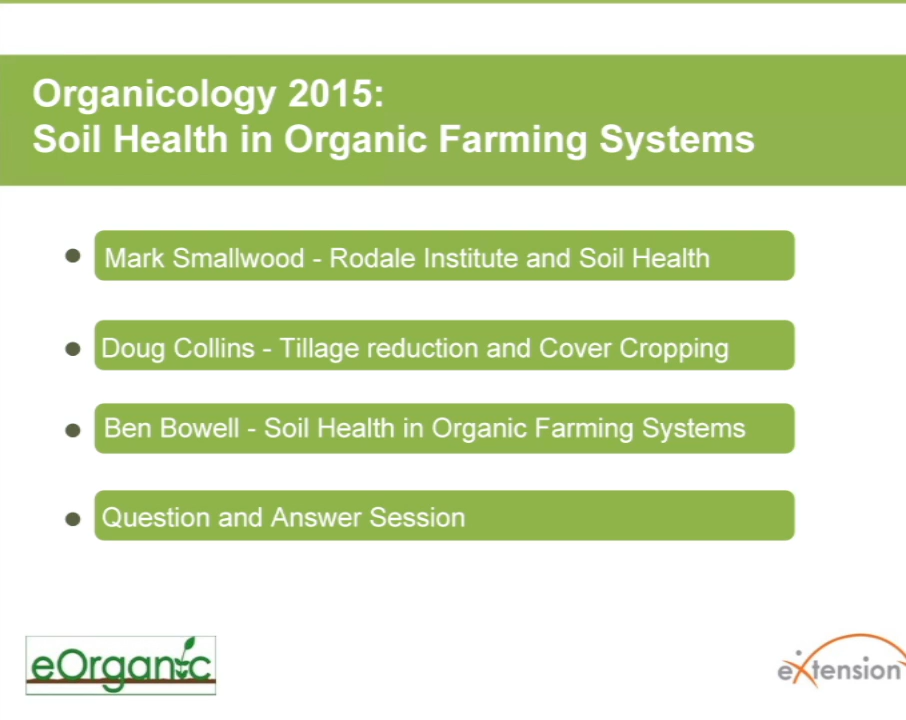 Organicology 2015:
Soil Health in Organic Farming Systems
Mark Smallwood - Rodale Institute and Soil Health
Doug Collins - Tillage reduction and Cover Cropping
Ben Bowell - Soil Health in Organic Farming Systems
Question and Answer Session
eOrganic
eXtension